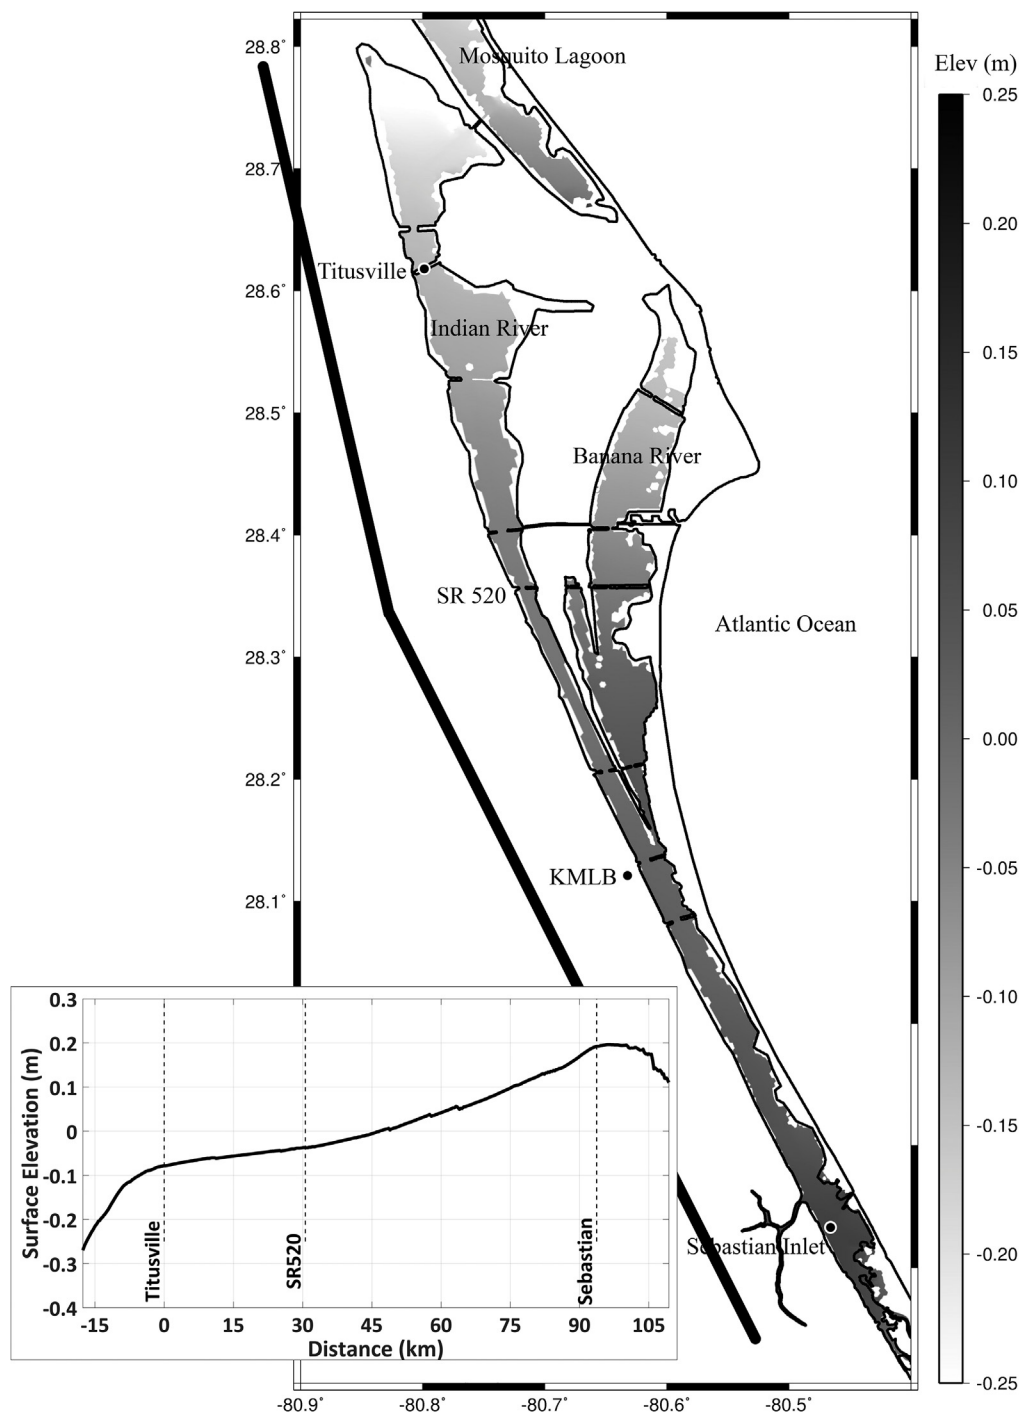 28.8°
28.7
28.6°
28.5°
28.4°
28.3°
28.2°
28.1°
-80.9°
-80.8°
-80.7°
-80.6°
-80.5°
Mosquito Lagoon
Titusville
Indian River
Banana River
SR 520
Atlantic Ocean
KMLB
Sebastian Inlet
Elev (m)
0.25
0.20
0.15
0.10
0.05
0.00
-0.05
-0.10
-0.15
-0.20
-0.25
Surface Elevation (m)
0.3
0.2
0.1
0
-0.1
-0.2
-0.3
-0.4
Titusville
SR520
Sebastian
-15 0 15 30 45 60 75 90 105
Distance (km)